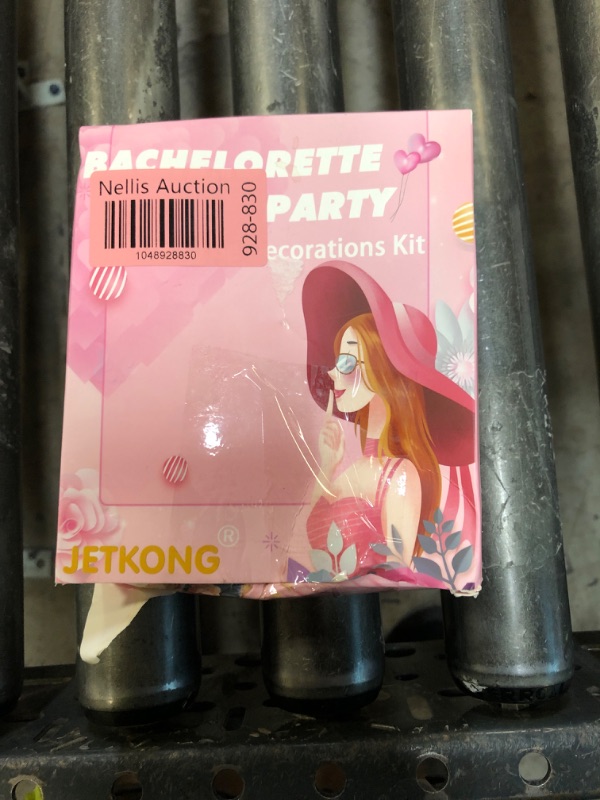 BACHELORETTE
PARTY
ecorations Kit
Nellis Auction
1048928830
928-830
JETKONG ®